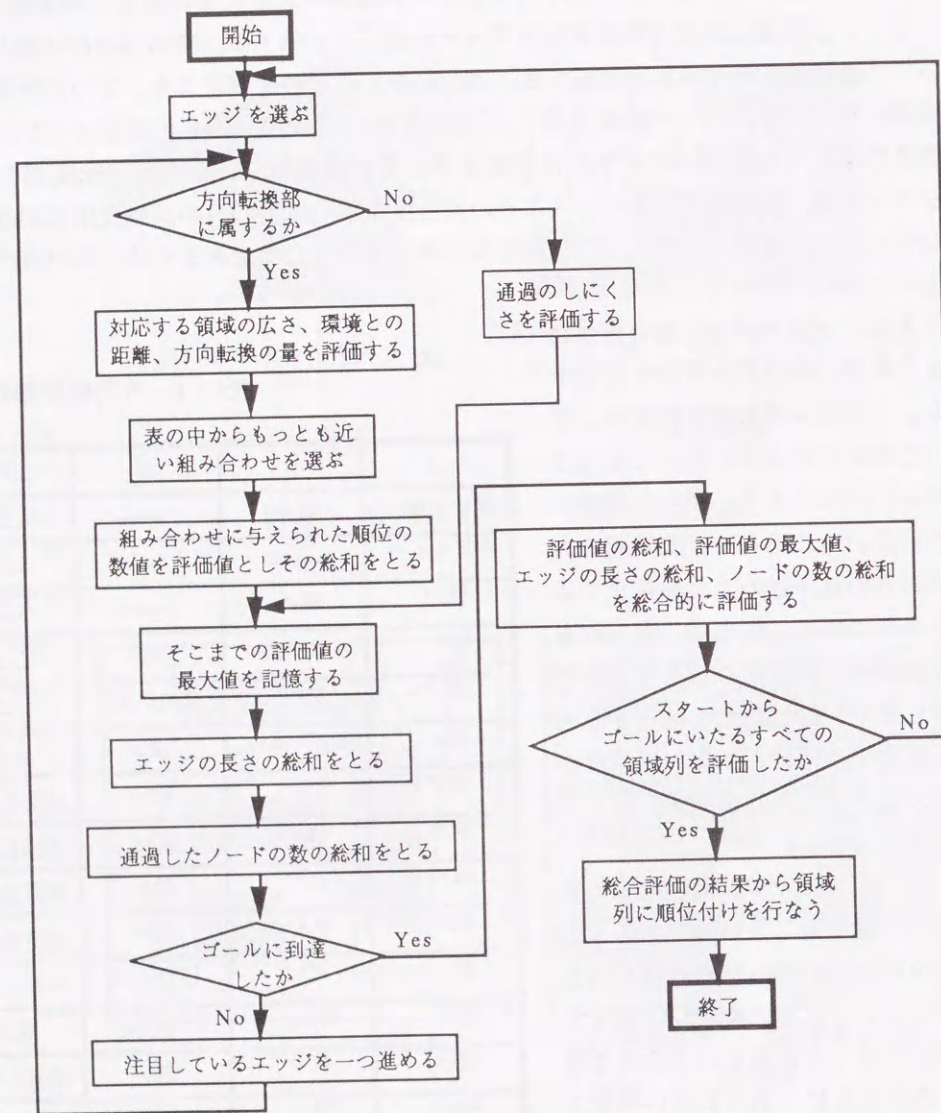 開始
エッジを選ぶ
方向転換部
に属するか
No
Yes
通過のしにく
さを評価する
対応する領域の広さ、環境との
距離、方向転換の量を評価する
表の中からもっとも近
い組み合わせを選ぶ
組み合わせに与えられた順位の
数値を評価値としその総和をとる
そこまでの評価値の
最大値を記憶する
エッジの長さの総和をとる
通過したノードの数の総和をとる
ゴールに到達
したか
Yes
No
注目しているエッジを一つ進める
評価値の総和、評価値の最大値、
エッジの長さの総和、ノードの数の総和
を総合的に評価する
スタートから
ゴールにいたるすべての
領域列を評価したか
No
Yes
総合評価の結果から領域
列に順位付けを行なう
終了